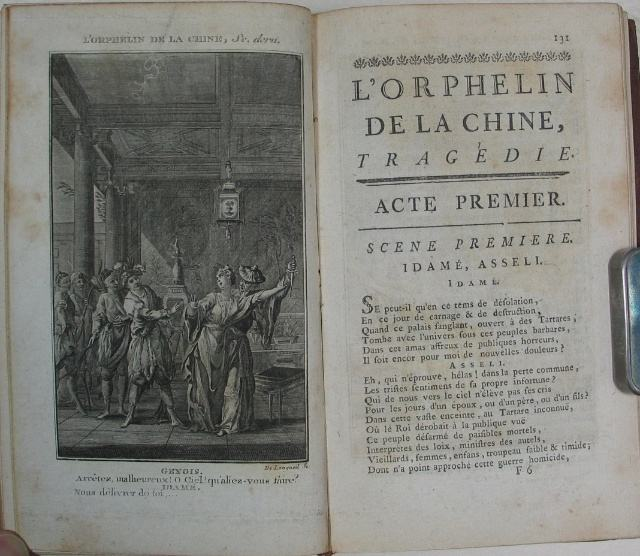 L'ORPHELIN DE LA CHINE, Sc. dern.
GENGIS.
Arrêtez, malheureux! O Ciel! qu'aliez-vous faire?
IDAMÉ.
Nous délivrer de toi...
131
L'ORPHELIN
DE LA CHINE,
TRAGÉDIE.
ACTE PREMIER.
SCENE PREMIERE.
IDAMÉ, ASSELI.
IDAMÉ.
SE peut-il qu'en ce tems de désolation,
En ce jour de carnage & de destruction,
Quand ce palais sanglant, ouvert à des Tartares,
Tombe avec l'univers sous ces peuples barbares,
Dans cet amas affreux de publiques horreurs,
Il soit encor pour moi de nouvelles douleurs?
ASSELI.
Eh, qui n'éprouve, hélas! dans la perte commune,
Les tristes sentimens de sa propre infortune?
Qui de nous vers le ciel n'éleve pas ses cris
Pour les jours d'un époux, ou d'un pere, ou d'un fils?
Dans cette vaste enceinte, au Tartare inconnue,
Où le Roi dérobait à la publique vue
Ce peuple désarmé de paisibles mortels,
Interprètes des loix, ministres des autels,
Vieillards, femmes, enfans, troupeau faible & timide,
Dont n'a point approché cette guerre homicide,
F 6